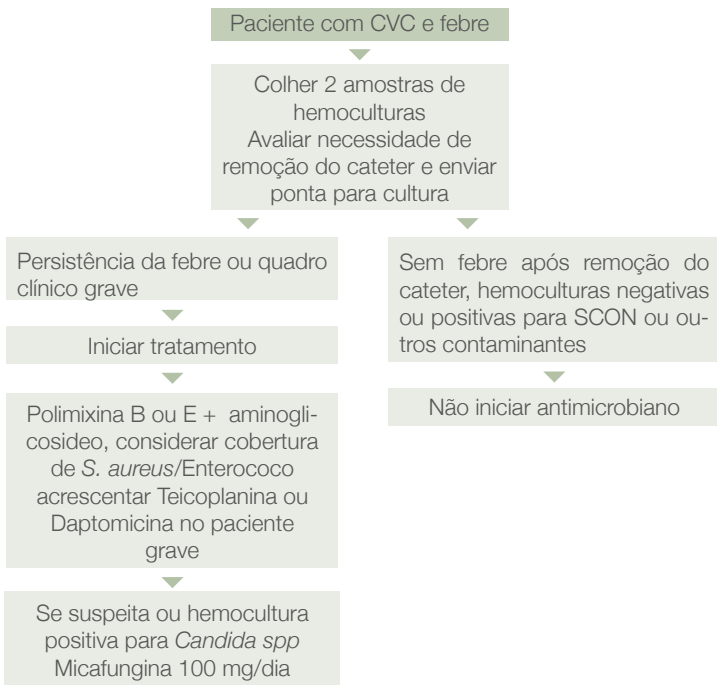 Paciente com CVC e febre
Colher 2 amostras de
hemoculturas
Avaliar necessidade de
remoção do cateter e enviar
ponta para cultura
Persistência da febre ou quadro
clínico grave
Iniciar tratamento
Polimixina B ou E + aminogli-
cosideo, considerar cobertura
de S. aureus/Enterococo
acrescentar Teicoplanina ou
Daptomicina no paciente
grave
Se suspeita ou hemocultura
positiva para Candida spp
Micafungina 100 mg/dia
Sem febre após remoção do
cateter, hemoculturas negativas
ou positivas para SCON ou ou-
tros contaminantes
Não iniciar antimicrobiano